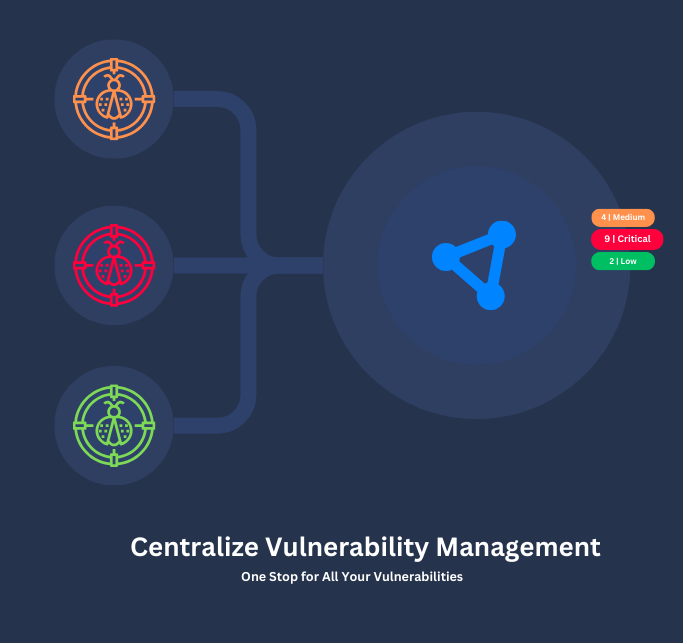 4 | Medium
9 | Critical
2 | Low
Centralize Vulnerability Management
One Stop for All Your Vulnerabilities